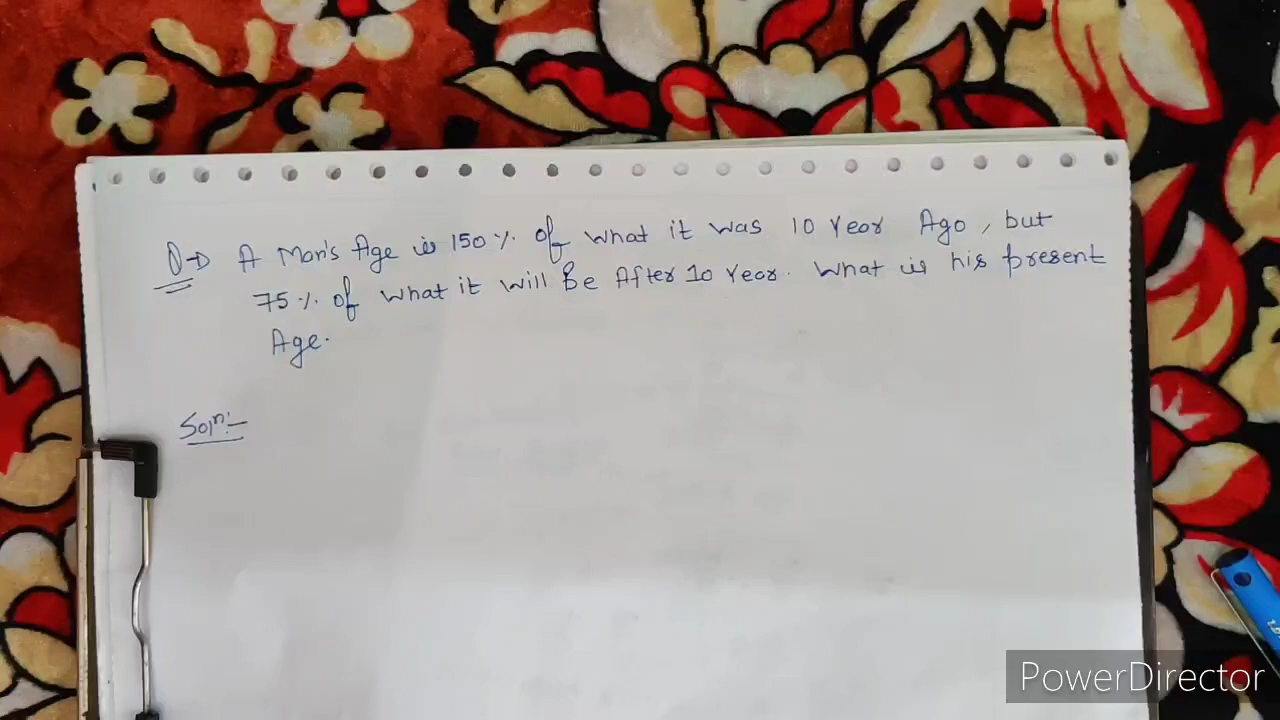 Q→ A Man's Age is 150 % of what it was 10 Year Ago, but
75 % of what it will Be After 10 Year. What is his present
Age.
Solⁿ:-
PowerDirector